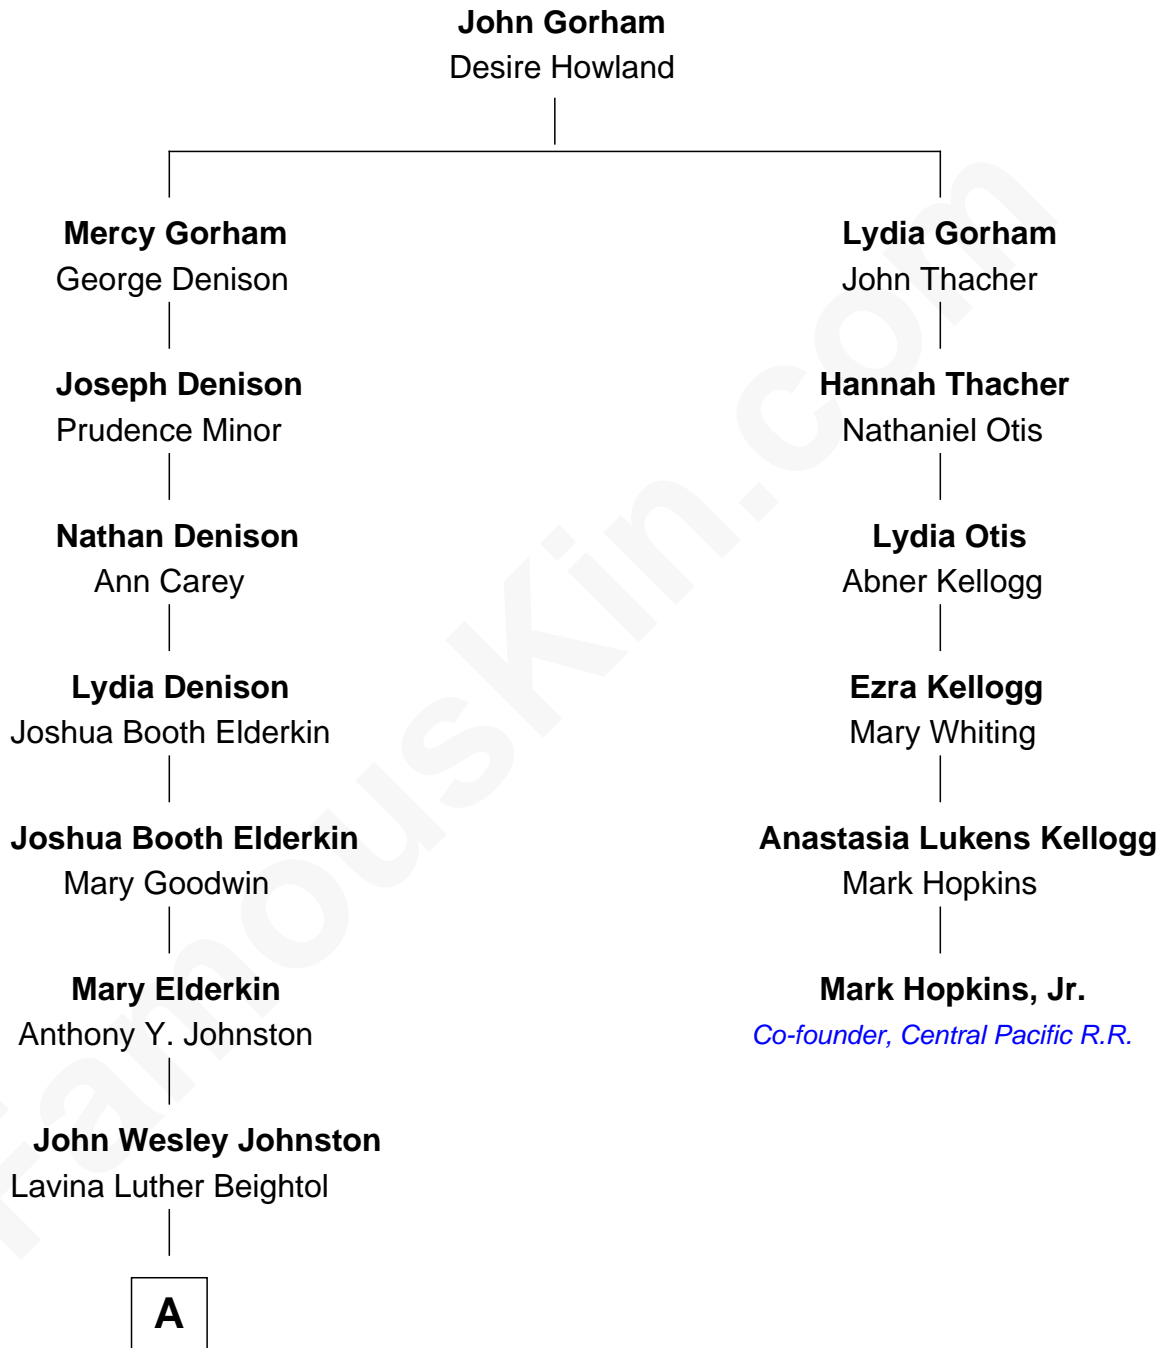 John Gorham
Desire Howland
Mercy Gorham
George Denison
Lydia Gorham
John Thacher
Joseph Denison
Prudence Minor
Hannah Thacher
Nathaniel Otis
Nathan Denison
Ann Carey
Lydia Otis
Abner Kellogg
Lydia Denison
Joshua Booth Elderkin
Ezra Kellogg
Mary Whiting
Joshua Booth Elderkin
Mary Goodwin
Anastasia Lukens Kellogg
Mark Hopkins
Mary Elderkin
Anthony Y. Johnston
Mark Hopkins, Jr.
Co-founder, Central Pacific R.R.
John Wesley Johnston
Lavina Luther Beightol
A
FamousKin.com